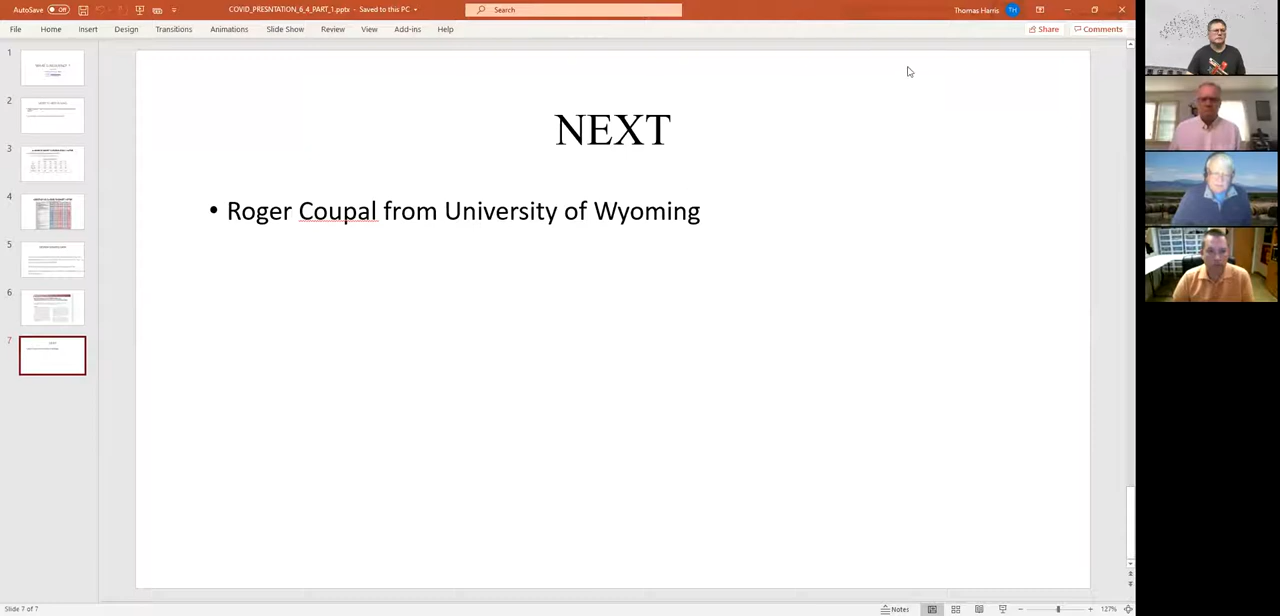 AutoSave Off COVID_PRESNTATION_6_4_PART_1.pptx - Saved to this PC Search Thomas Harris TH
File Home Insert Design Transitions Animations Slide Show Review View Add-ins Help Share Comments
1
2
3
4
5
6
7
NEXT
• Roger Coupal from University of Wyoming
Slide 7 of 7 Notes 127%